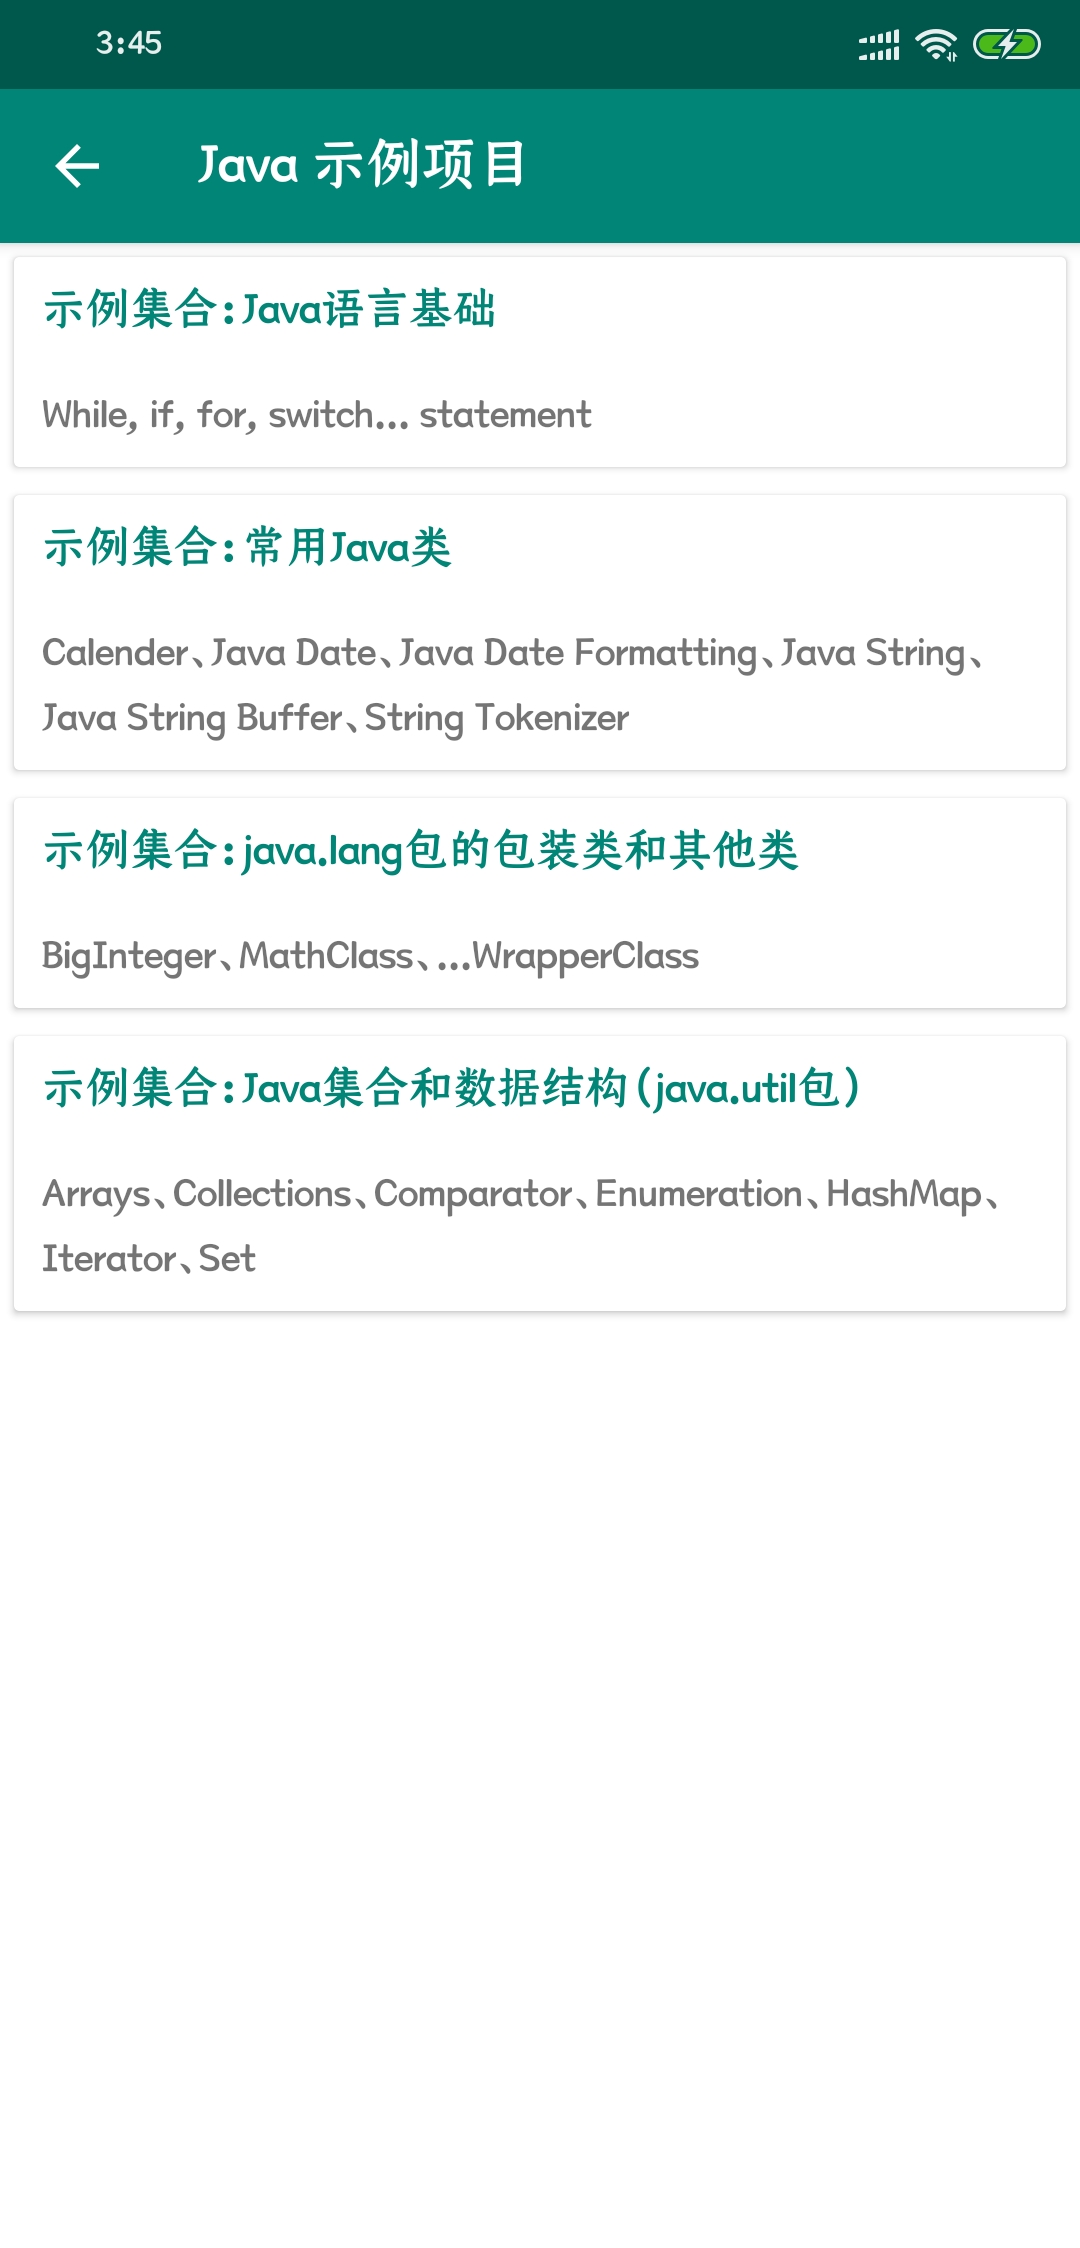 3:45
Java 示例项目
示例集合:Java语言基础
While, if, for, switch... statement
示例集合:常用Java类
Calender、Java Date、Java Date Formatting、Java String、
Java String Buffer、String Tokenizer
示例集合:java.lang包的包装类和其他类
BigInteger、MathClass、...WrapperClass
示例集合:Java集合和数据结构(java.util包)
Arrays、Collections、Comparator、Enumeration、HashMap、
Iterator、Set